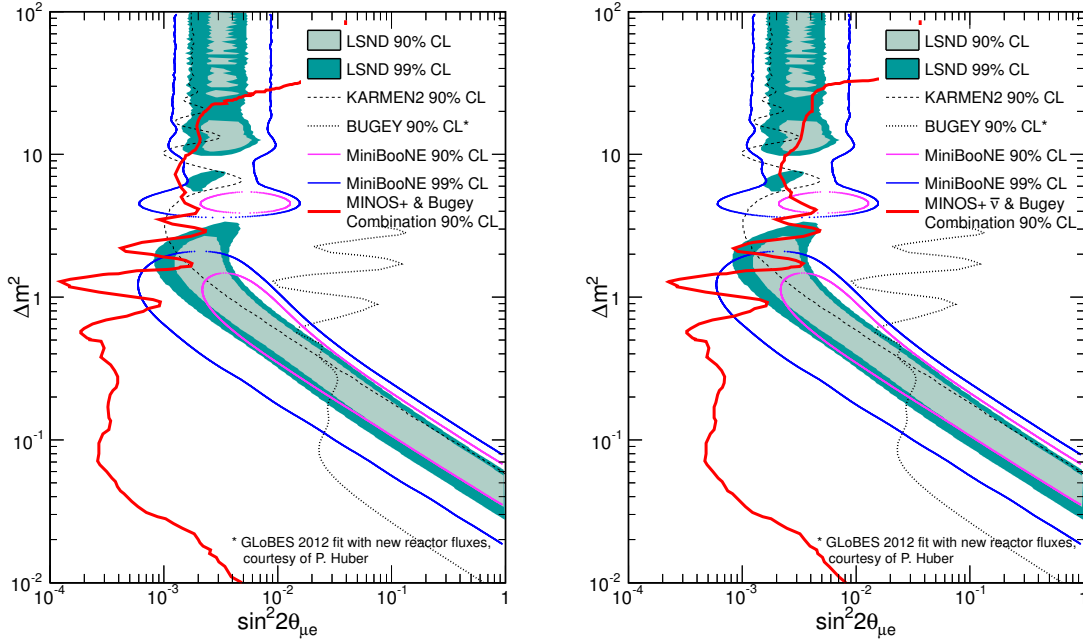 10²
10
1
10⁻¹
10⁻²
Δm²
LSND 90% CL
LSND 99% CL
KARMEN2 90% CL
BUGEY 90% CL*
MiniBooNE 90% CL
MiniBooNE 99% CL
MINOS+ & Bugey
Combination 90% CL
* GLoBES 2012 fit with new reactor fluxes,
courtesy of P. Huber
10⁻⁴
10⁻³
10⁻²
10⁻¹
1
sin²2θμe
10²
10
1
10⁻¹
10⁻²
Δm²
LSND 90% CL
LSND 99% CL
KARMEN2 90% CL
BUGEY 90% CL*
MiniBooNE 90% CL
MiniBooNE 99% CL
MINOS+ ν̅ & Bugey
Combination 90% CL
* GLoBES 2012 fit with new reactor fluxes,
courtesy of P. Huber
10⁻⁴
10⁻³
10⁻²
10⁻¹
1
sin²2θμe